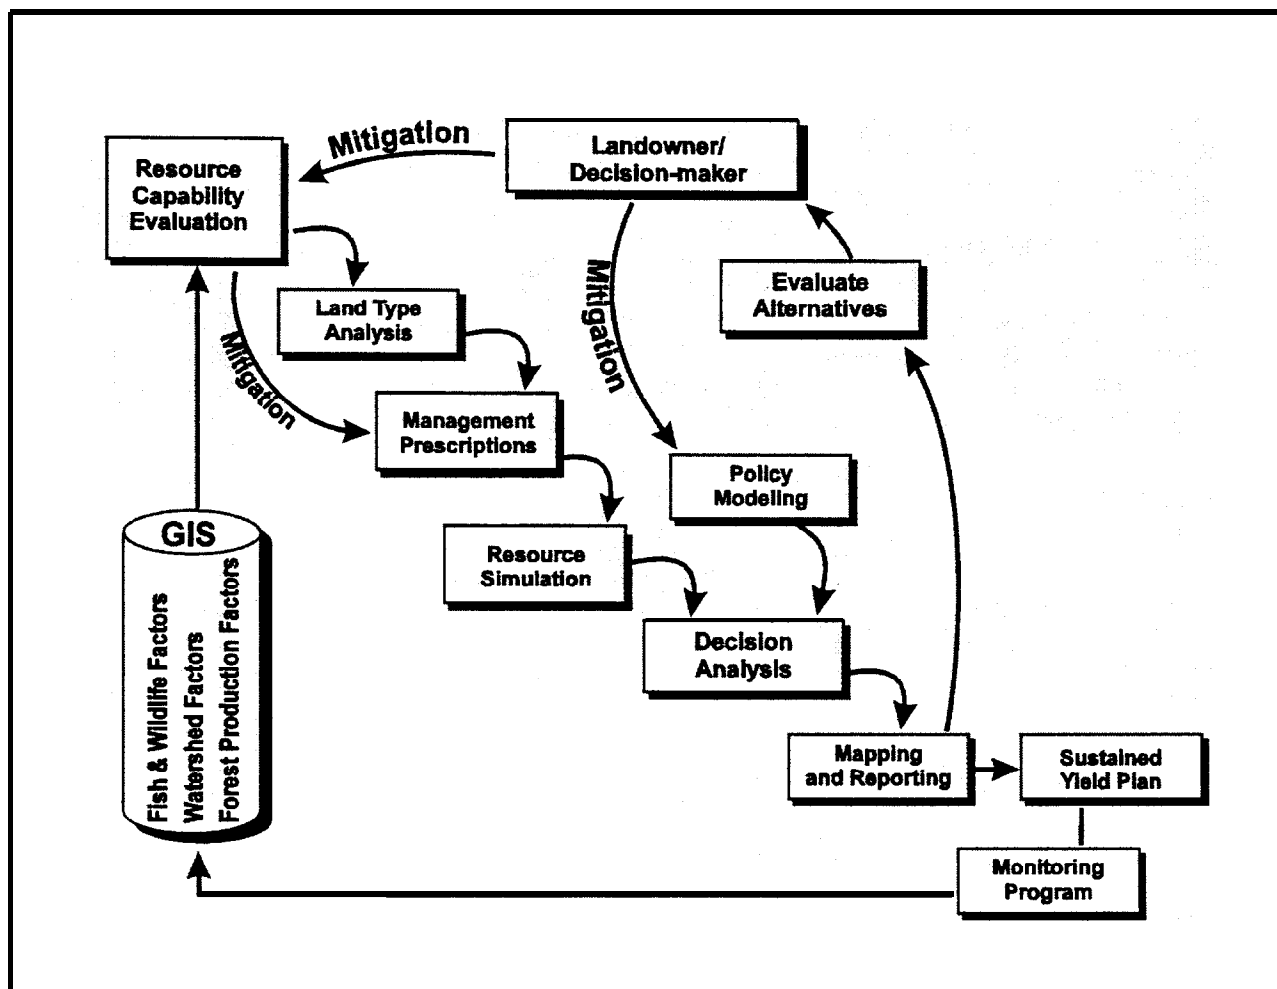 Mitigation
Landowner/
Decision-maker
Resource
Capability
Evaluation
Evaluate
Alternatives
Land Type
Analysis
Mitigation
Mitigation
Management
Prescriptions
Policy
Modeling
GIS
Fish & Wildlife Factors
Watershed Factors
Forest Production Factors
Resource
Simulation
Decision
Analysis
Mapping
and Reporting
Sustained
Yield Plan
Monitoring
Program